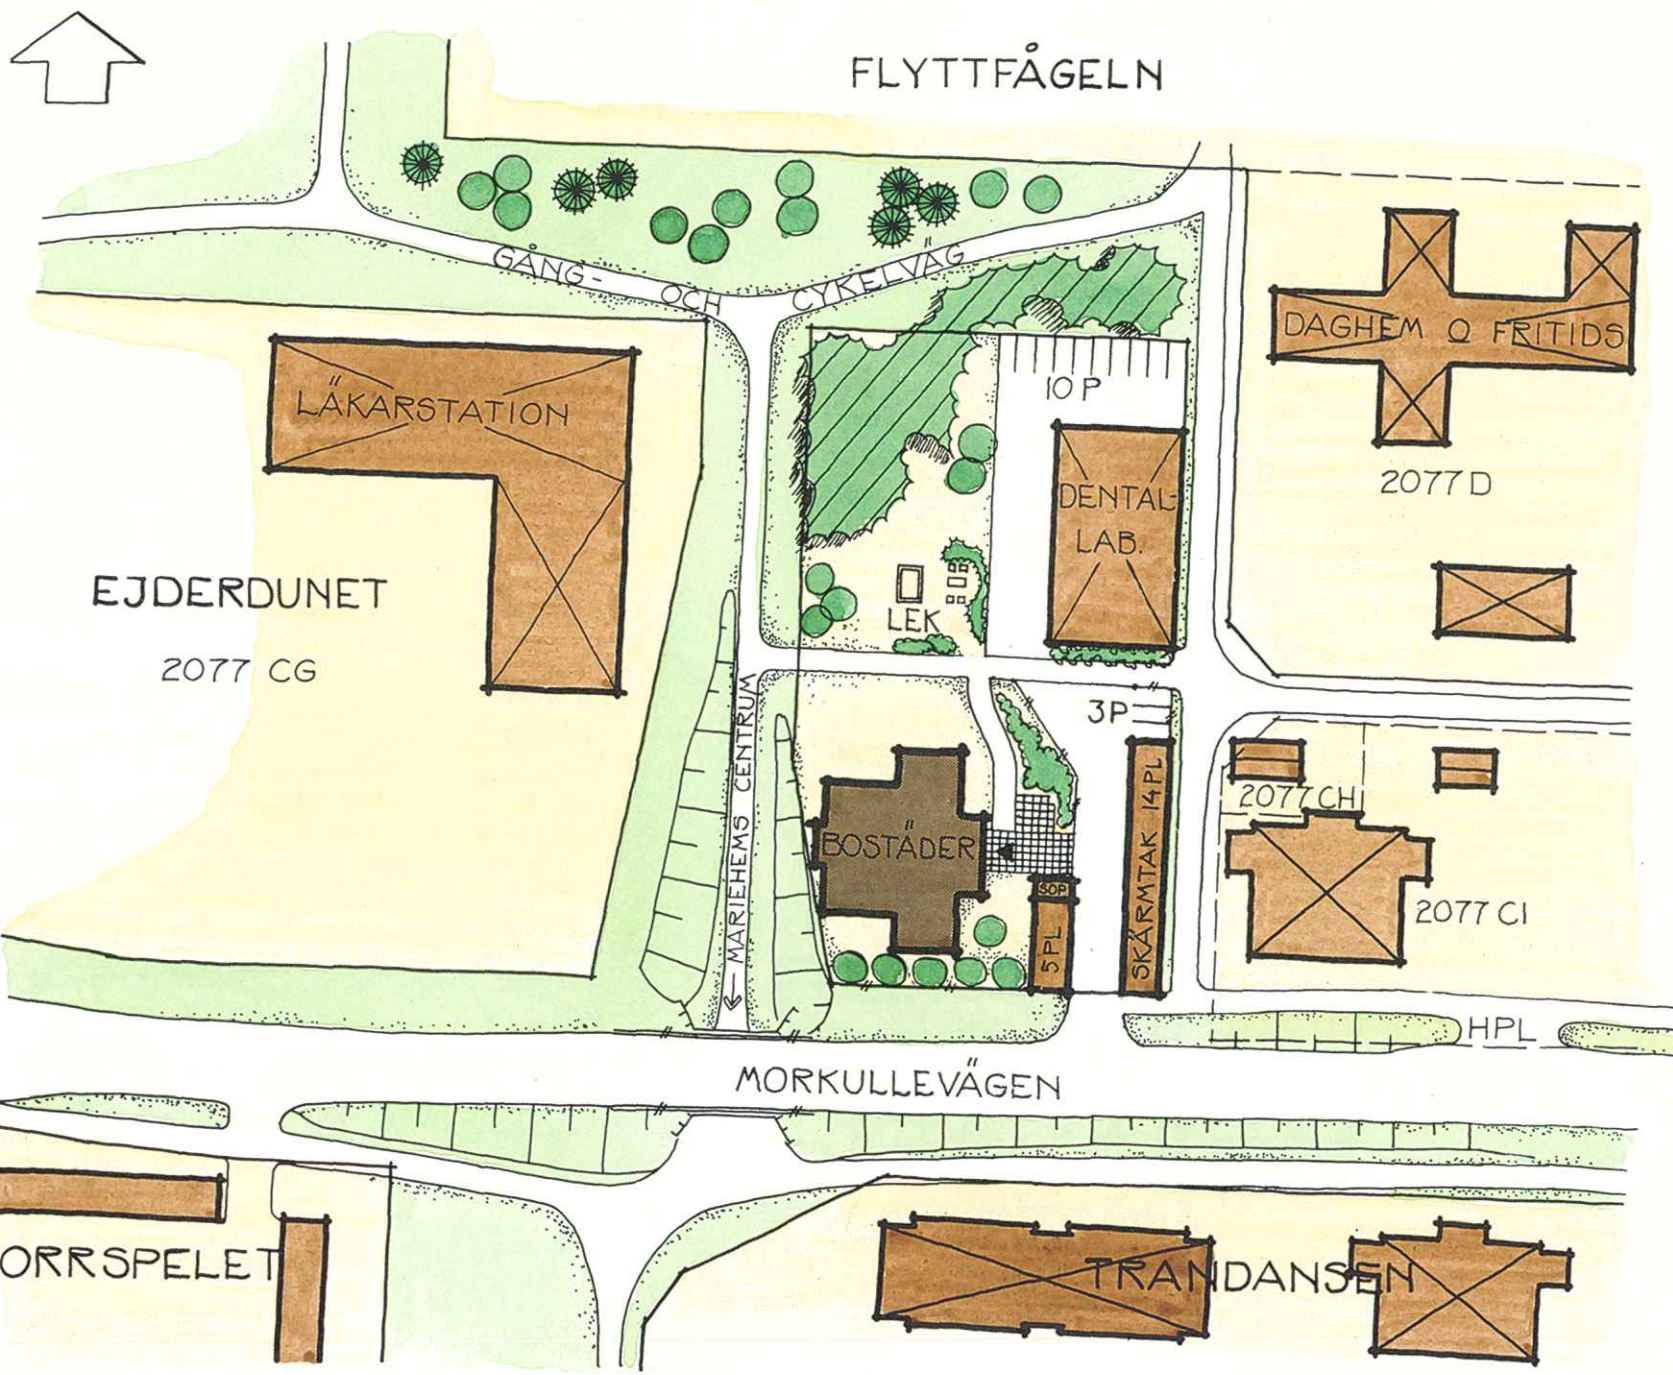 FLYTTFÅGELN
GÅNG- OCH CYKELVÄG
DAGHEM O FRITIDS
10 P
LÄKARSTATION
2077 D
DENTAL-
LAB.
EJDERDUNET
LEK
2077 CG
3P
MARIEHEMS CENTRUM
SKÄRMTAK 14 PL
2077 CH
BOSTÄDER
SOP
5 PL
2077 CI
HPL
MORKULLEVÄGEN
ORRSPELET
TRANDANSEN